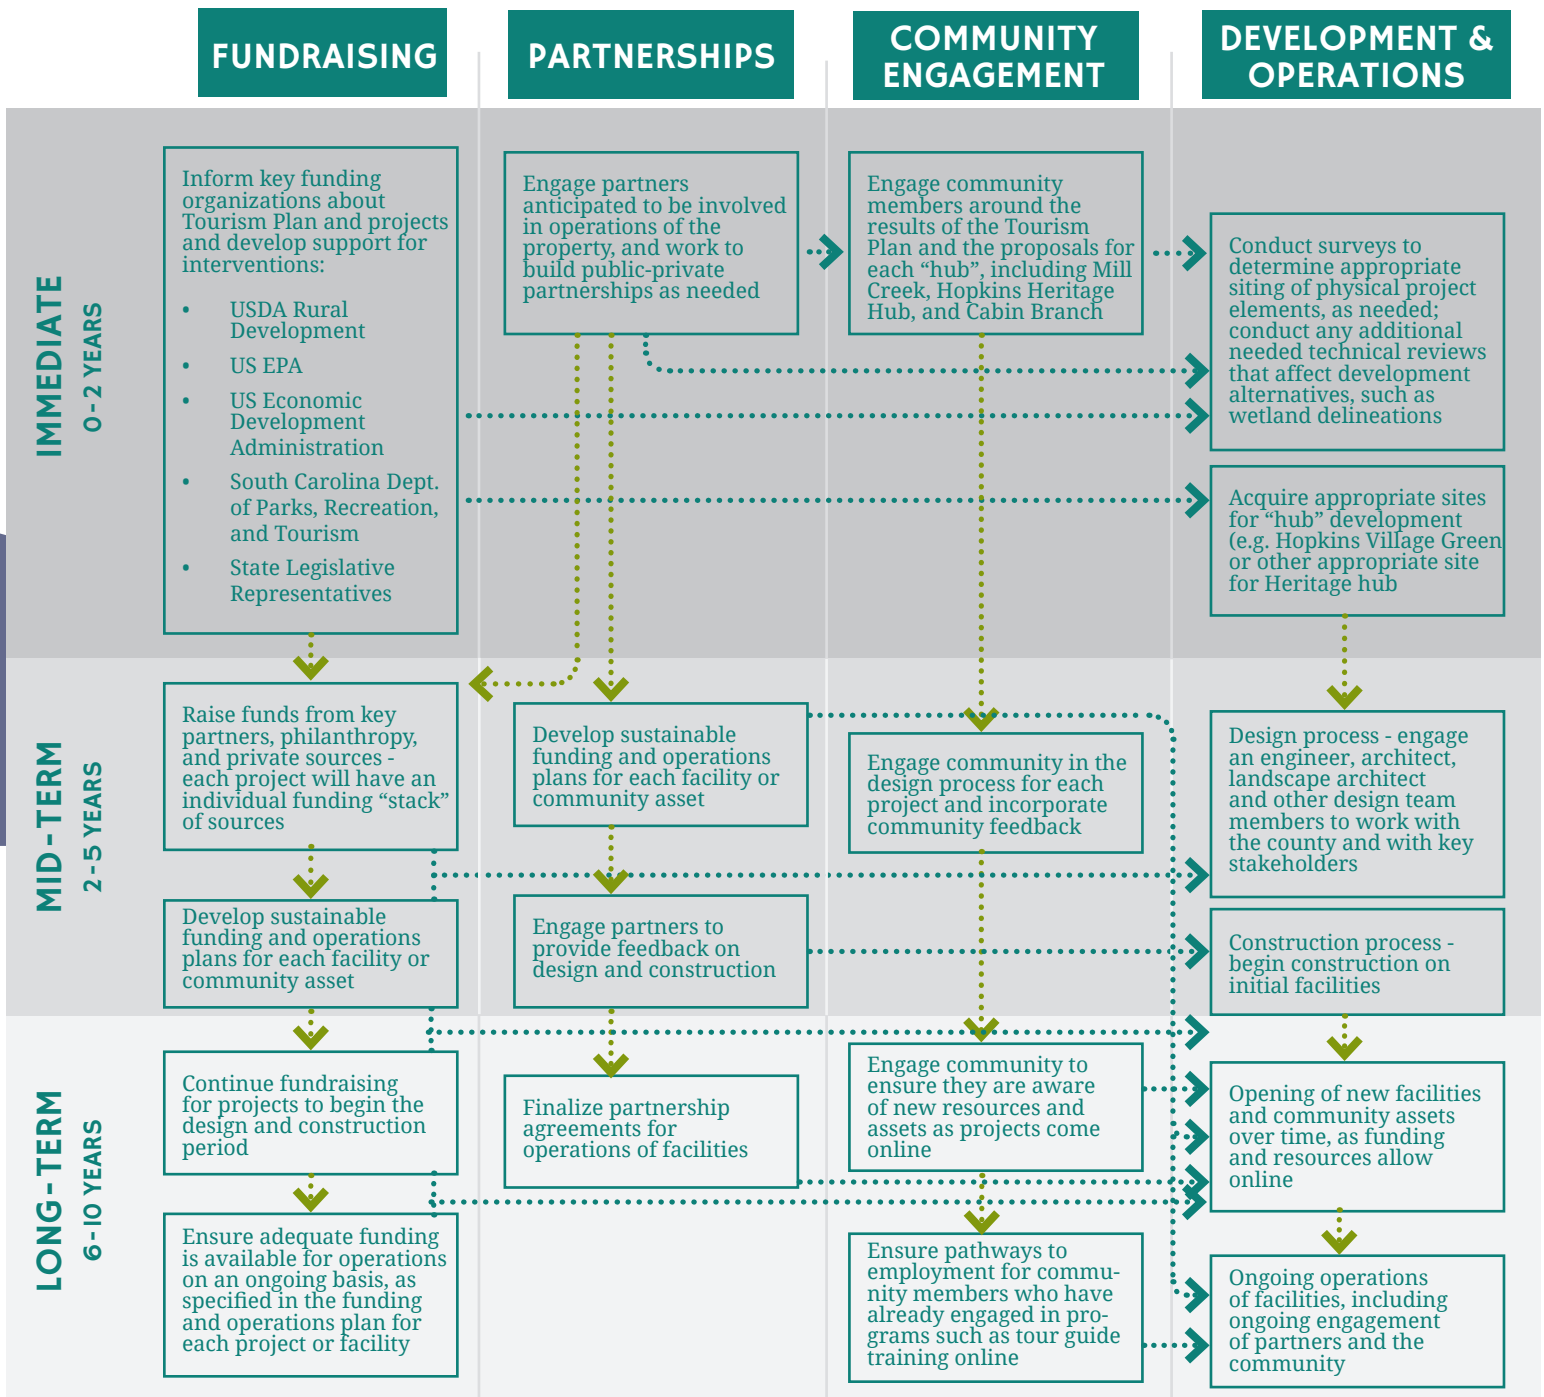 FUNDRAISING
PARTNERSHIPS
COMMUNITY
ENGAGEMENT
DEVELOPMENT &
OPERATIONS
IMMEDIATE
0-2 YEARS
Inform key funding
organizations about
Tourism Plan and projects
and develop support for
interventions:
• USDA Rural
Development
• US EPA
• US Economic
Development
Administration
• South Carolina Dept.
of Parks, Recreation,
and Tourism
• State Legislative
Representatives
Engage partners
anticipated to be involved
in operations of the
property, and work to
build public-private
partnerships as needed
Engage community
members around the
results of the Tourism
Plan and the proposals for
each “hub”, including Mill
Creek, Hopkins Heritage
Hub, and Cabin Branch
Conduct surveys to
determine appropriate
siting of physical project
elements, as needed;
conduct any additional
needed technical reviews
that affect development
alternatives, such as
wetland delineations
Acquire appropriate sites
for “hub” development
(e.g. Hopkins Village Green
or other appropriate site
for Heritage hub
MID-TERM
2-5 YEARS
Raise funds from key
partners, philanthropy,
and private sources -
each project will have an
individual funding “stack”
of sources
Develop sustainable
funding and operations
plans for each facility or
community asset
Develop sustainable
funding and operations
plans for each facility or
community asset
Engage partners to
provide feedback on
design and construction
Engage community in the
design process for each
project and incorporate
community feedback
Design process - engage
an engineer, architect,
landscape architect
and other design team
members to work with
the county and with key
stakeholders
Construction process -
begin construction on
initial facilities
LONG-TERM
6-10 YEARS
Continue fundraising
for projects to begin the
design and construction
period
Ensure adequate funding
is available for operations
on an ongoing basis, as
specified in the funding
and operations plan for
each project or facility
Finalize partnership
agreements for
operations of facilities
Engage community to
ensure they are aware
of new resources and
assets as projects come
online
Ensure pathways to
employment for commu-
nity members who have
already engaged in pro-
grams such as tour guide
training online
Opening of new facilities
and community assets
over time, as funding
and resources allow
online
Ongoing operations
of facilities, including
ongoing engagement
of partners and the
community